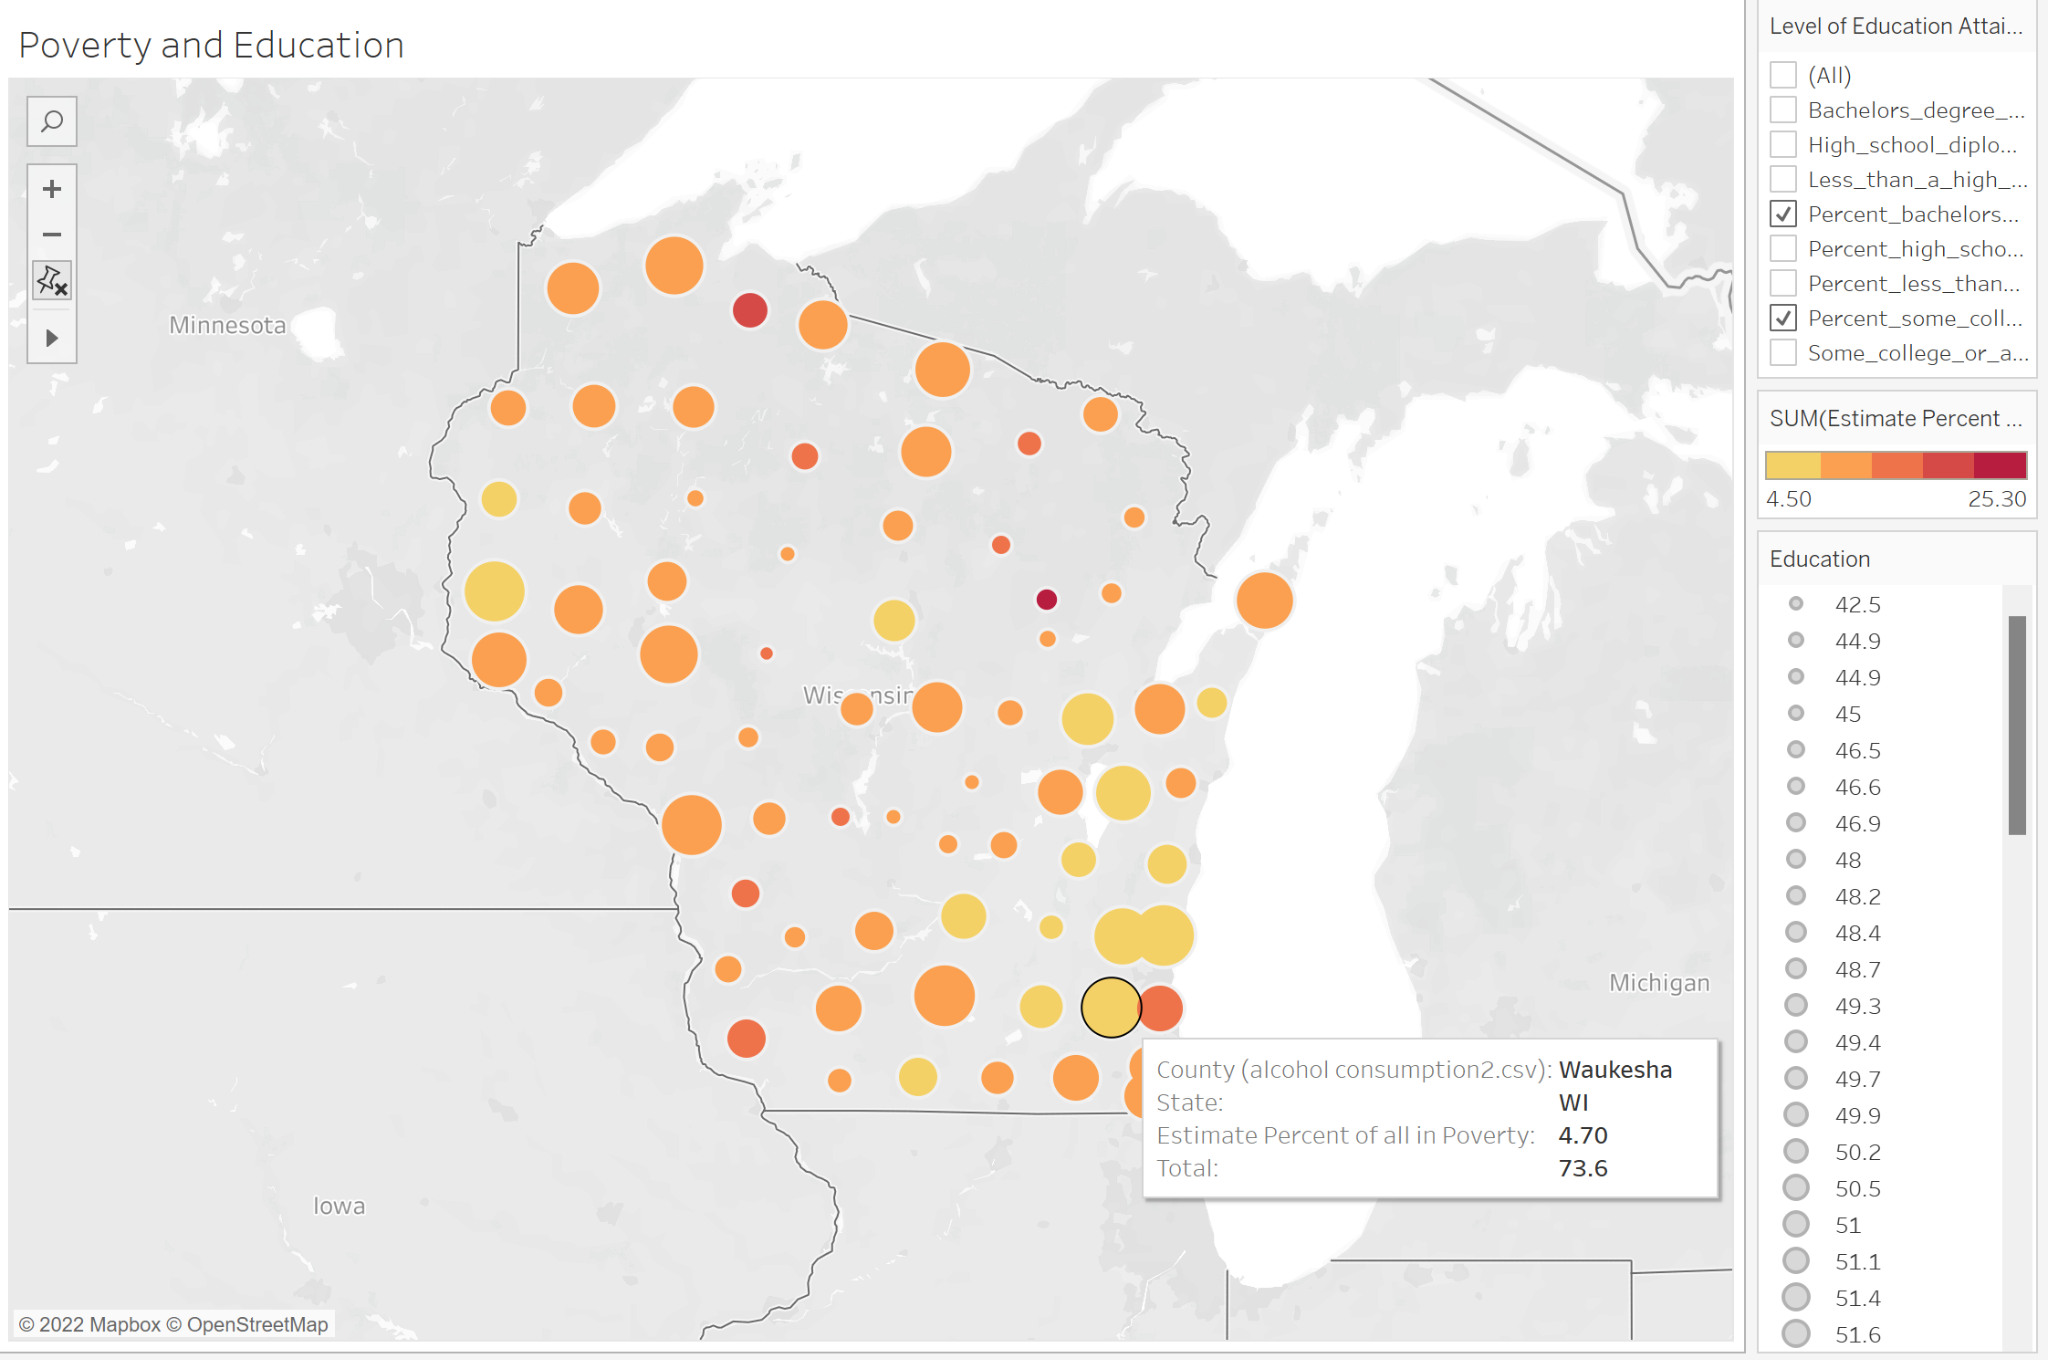 Poverty and Education
Minnesota
Wisconsin
Michigan
Iowa
County (alcohol consumption2.csv): Waukesha
State: WI
Estimate Percent of all in Poverty: 4.70
Total: 73.6
© 2022 Mapbox © OpenStreetMap
Level of Education Attai...
(All)
Bachelors_degree_...
High_school_diplo...
Less_than_a_high_...
Percent_bachelors...
Percent_high_scho...
Percent_less_than...
Percent_some_coll...
Some_college_or_a...
SUM(Estimate Percent ...
4.50 25.30
Education
42.5
44.9
44.9
45
46.5
46.6
46.9
48
48.2
48.4
48.7
49.3
49.4
49.7
49.9
50.2
50.5
51
51.1
51.4
51.6